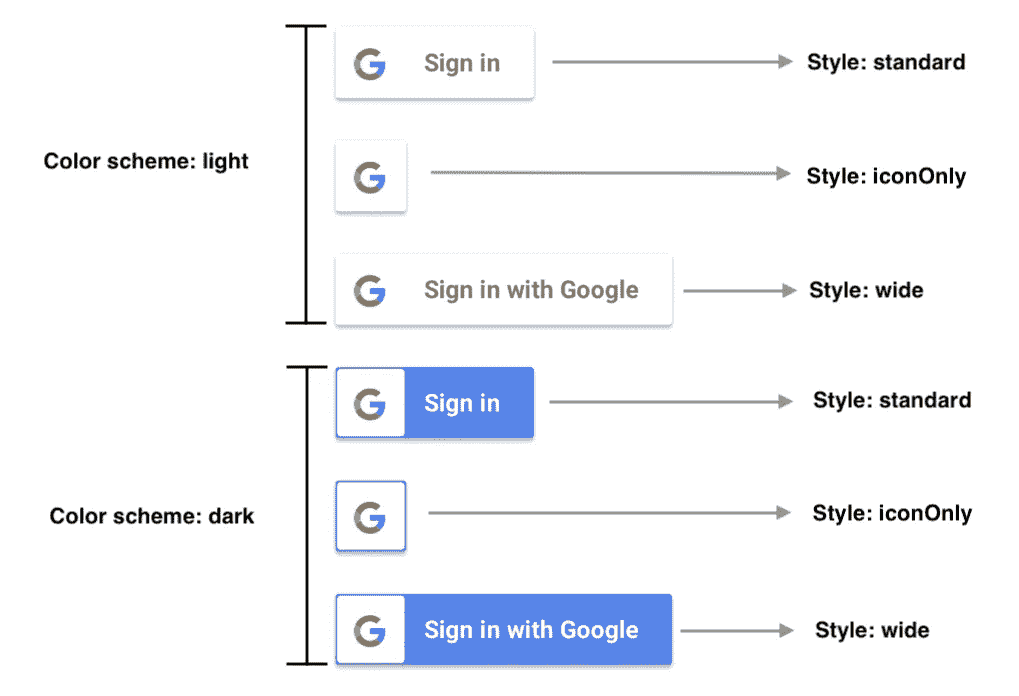 Sign in
Style: standard
Color scheme: light
G
Style: iconOnly
Sign in with Google
Style: wide
Sign in
Style: standard
Color scheme: dark
G
Style: iconOnly
Sign in with Google
Style: wide